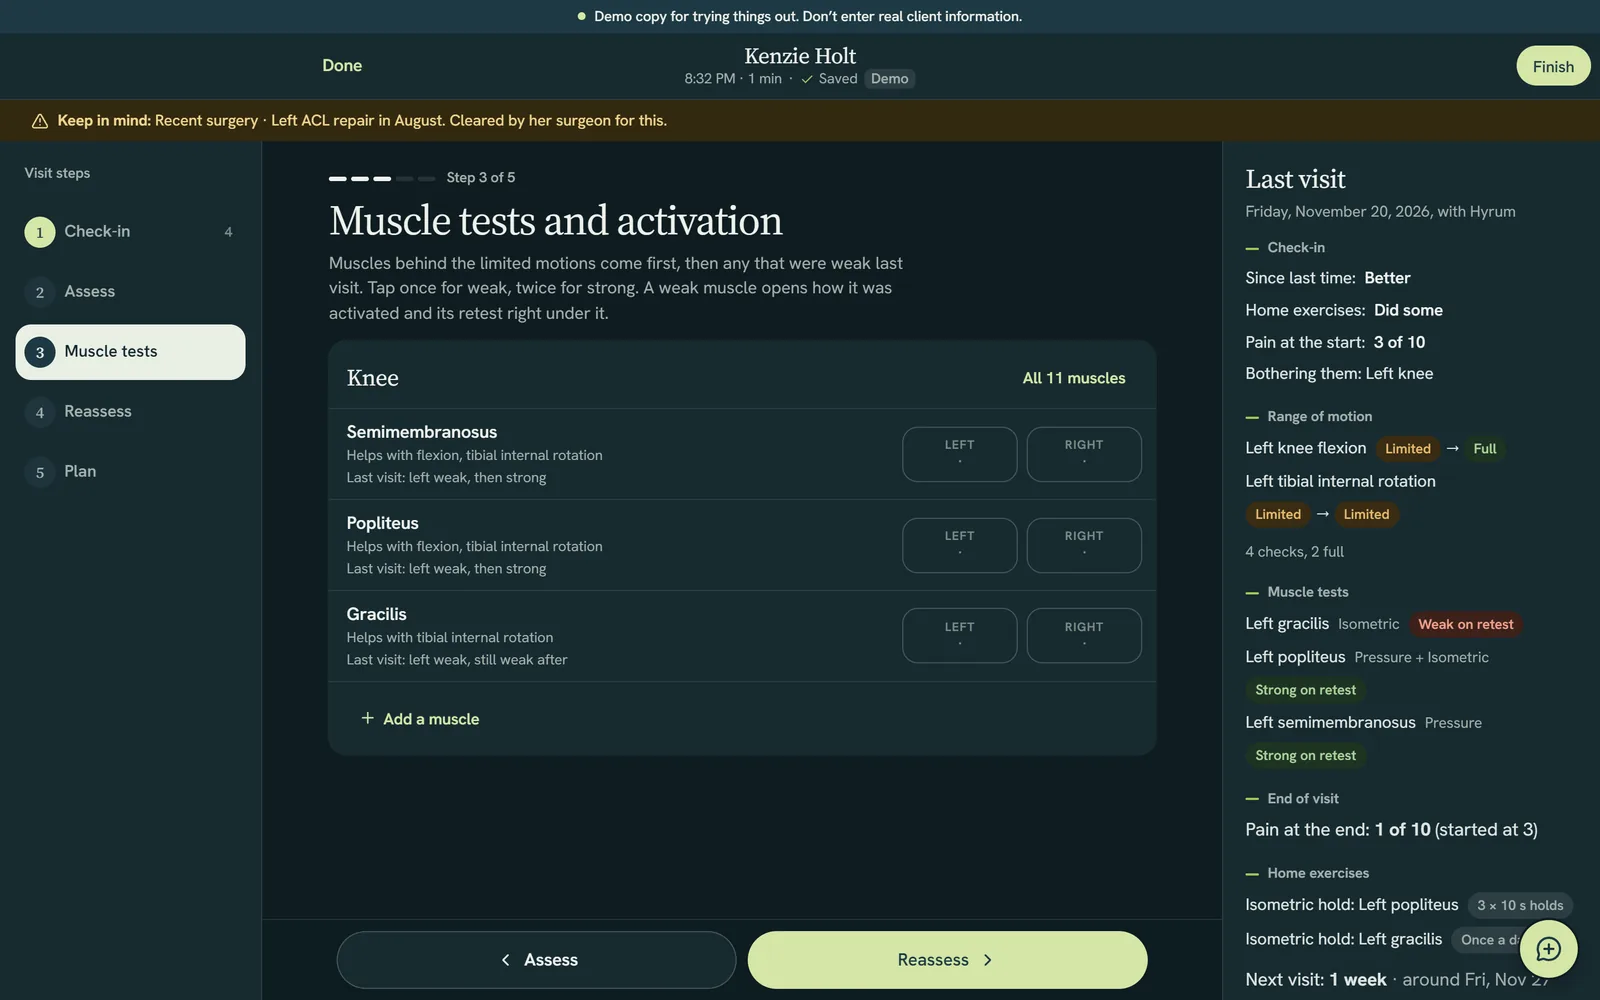 Demo copy for trying things out. Don’t enter real client information.
Done
Kenzie Holt
8:32 PM · 1 min · Saved Demo
Finish
Keep in mind: Recent surgery · Left ACL repair in August. Cleared by her surgeon for this.
Visit steps
1 Check-in 4
2 Assess
3 Muscle tests
4 Reassess
5 Plan
Step 3 of 5
Muscle tests and activation
Muscles behind the limited motions come first, then any that were weak last
visit. Tap once for weak, twice for strong. A weak muscle opens how it was
activated and its retest right under it.
Knee
All 11 muscles
Semimembranosus
Helps with flexion, tibial internal rotation
Last visit: left weak, then strong
LEFT RIGHT
· ·
Popliteus
Helps with flexion, tibial internal rotation
Last visit: left weak, then strong
LEFT RIGHT
· ·
Gracilis
Helps with tibial internal rotation
Last visit: left weak, still weak after
LEFT RIGHT
· ·
+ Add a muscle
Assess
Reassess
Last visit
Friday, November 20, 2026, with Hyrum
Check-in
Since last time: Better
Home exercises: Did some
Pain at the start: 3 of 10
Bothering them: Left knee
Range of motion
Left knee flexion Limited → Full
Left tibial internal rotation
Limited → Limited
4 checks, 2 full
Muscle tests
Left gracilis Isometric Weak on retest
Left popliteus Pressure + Isometric
Strong on retest
Left semimembranosus Pressure
Strong on retest
End of visit
Pain at the end: 1 of 10 (started at 3)
Home exercises
Isometric hold: Left popliteus 3 × 10 s holds
Isometric hold: Left gracilis Once a
Next visit: 1 week · around Fri, Nov 27